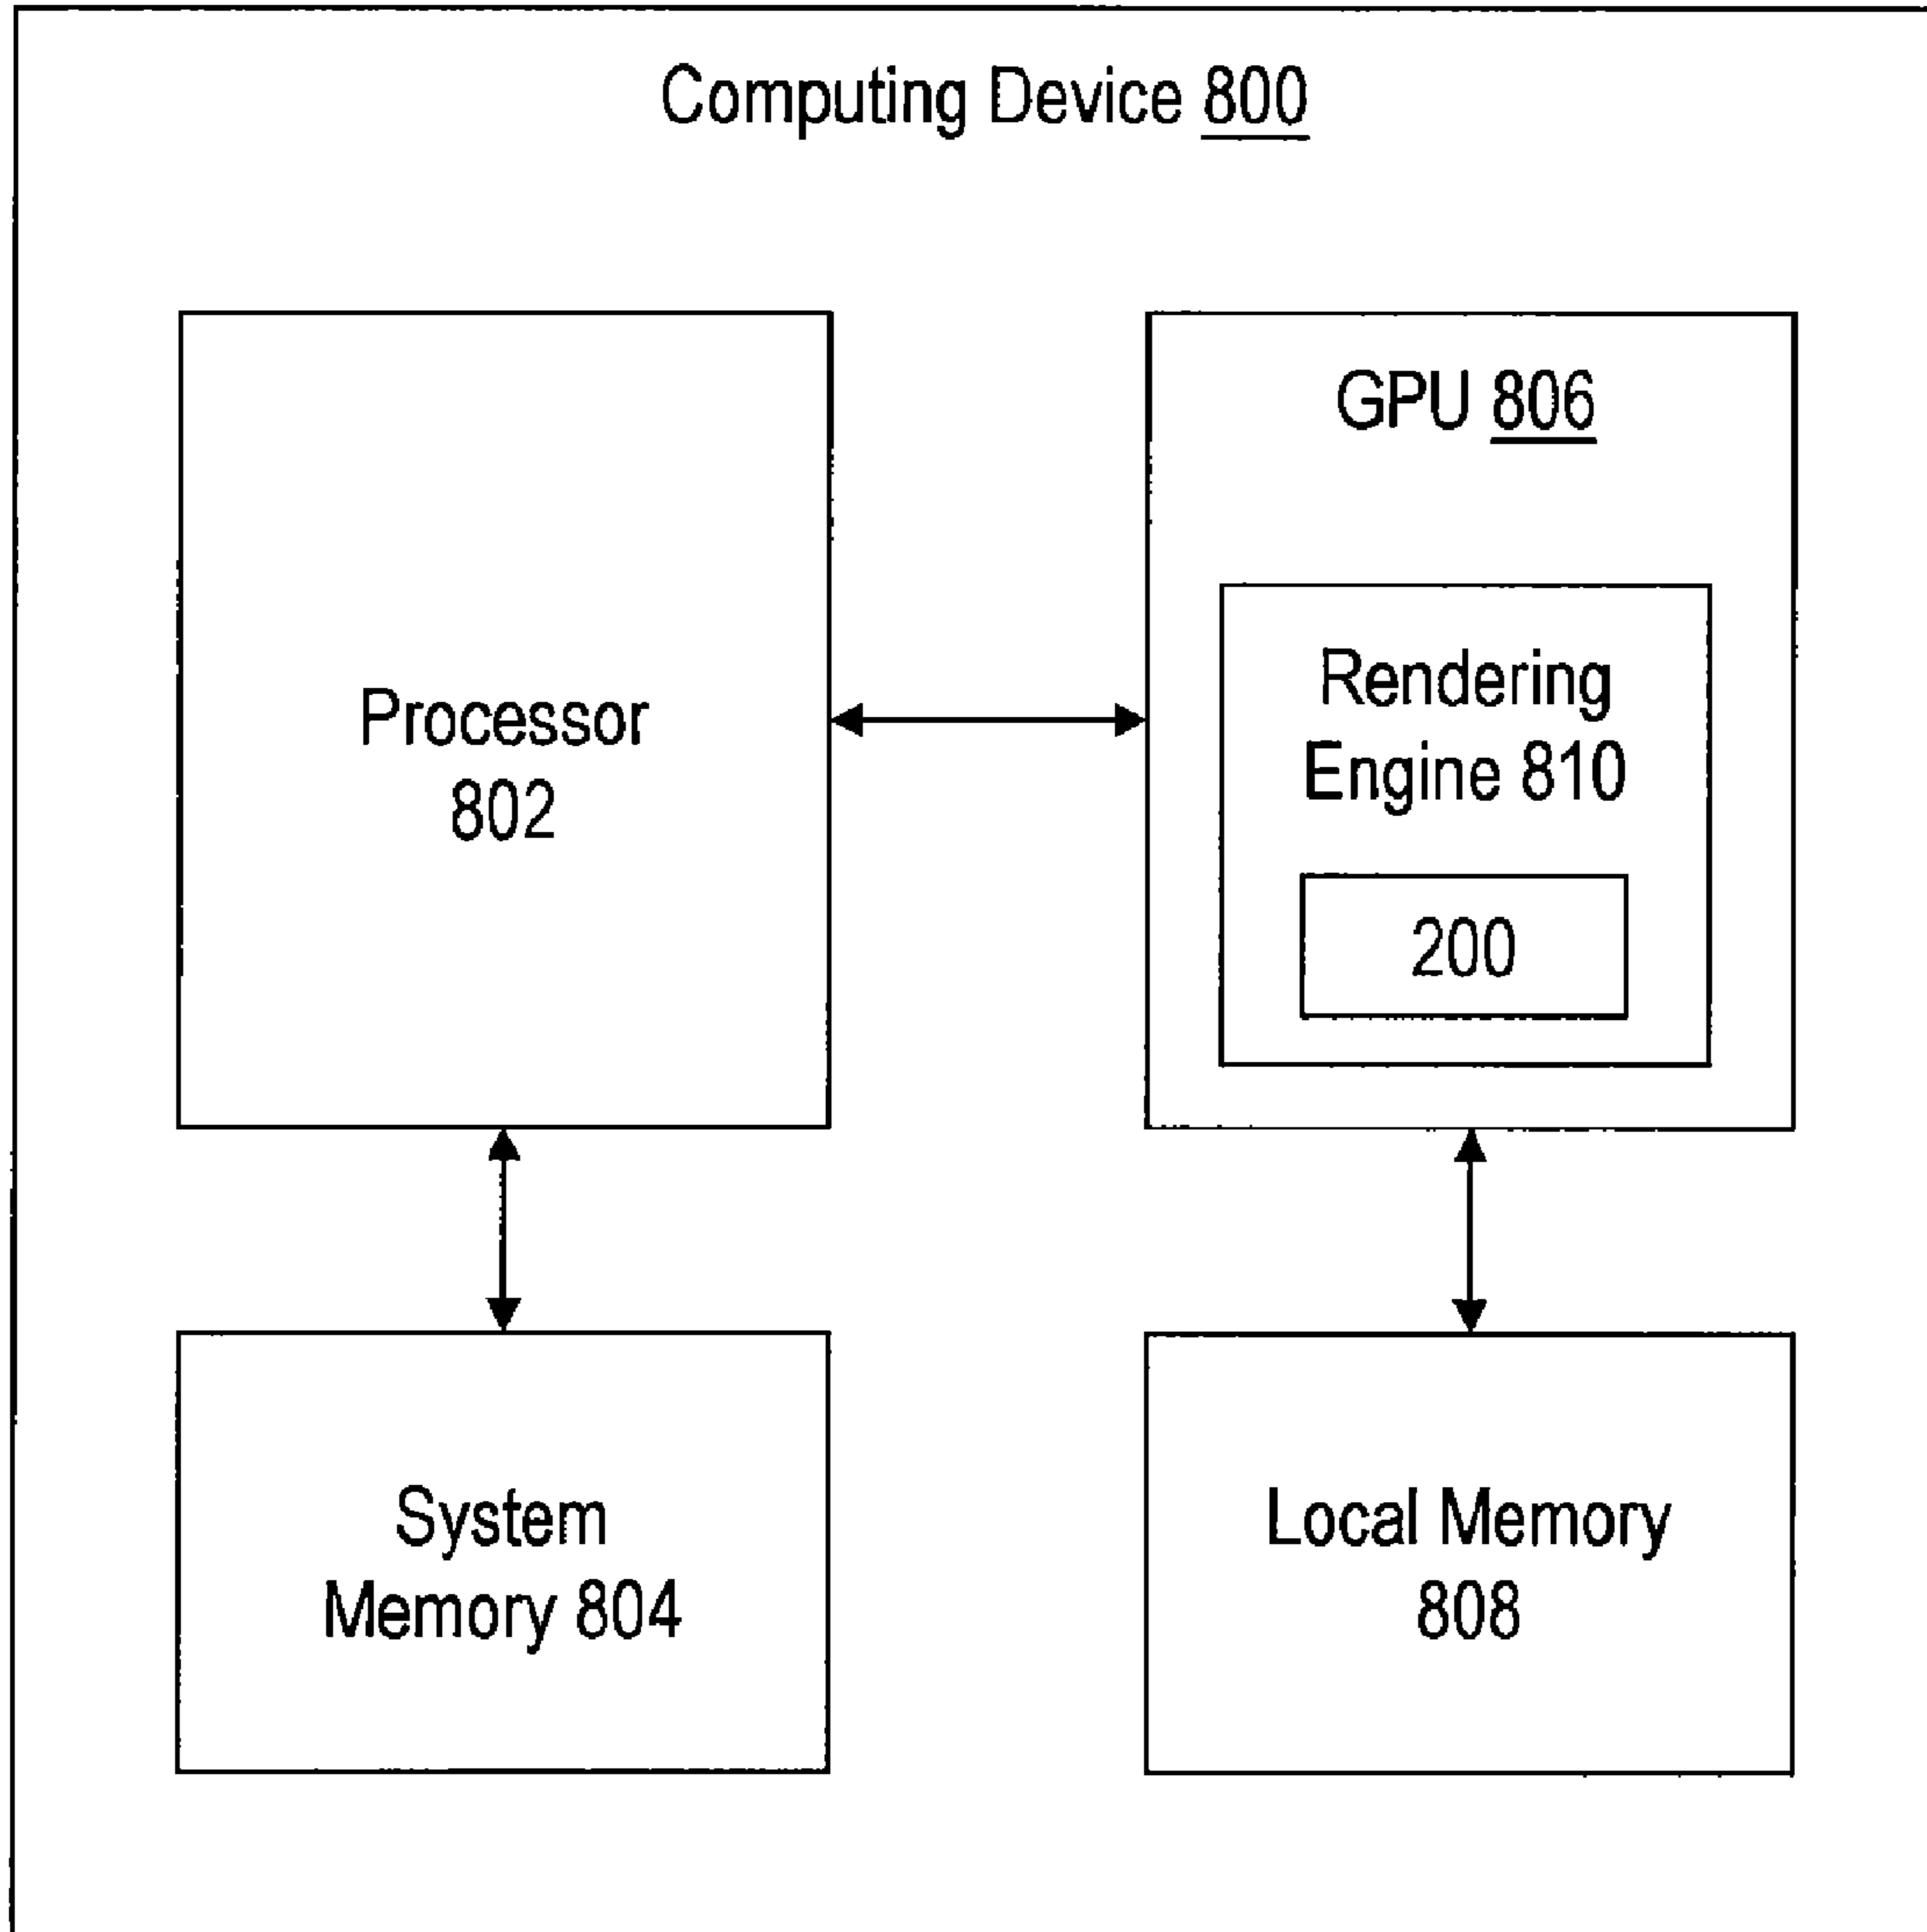 Computing Device 800
Processor
802
GPU 806
Rendering
Engine 810
200
System
Memory 804
Local Memory
808